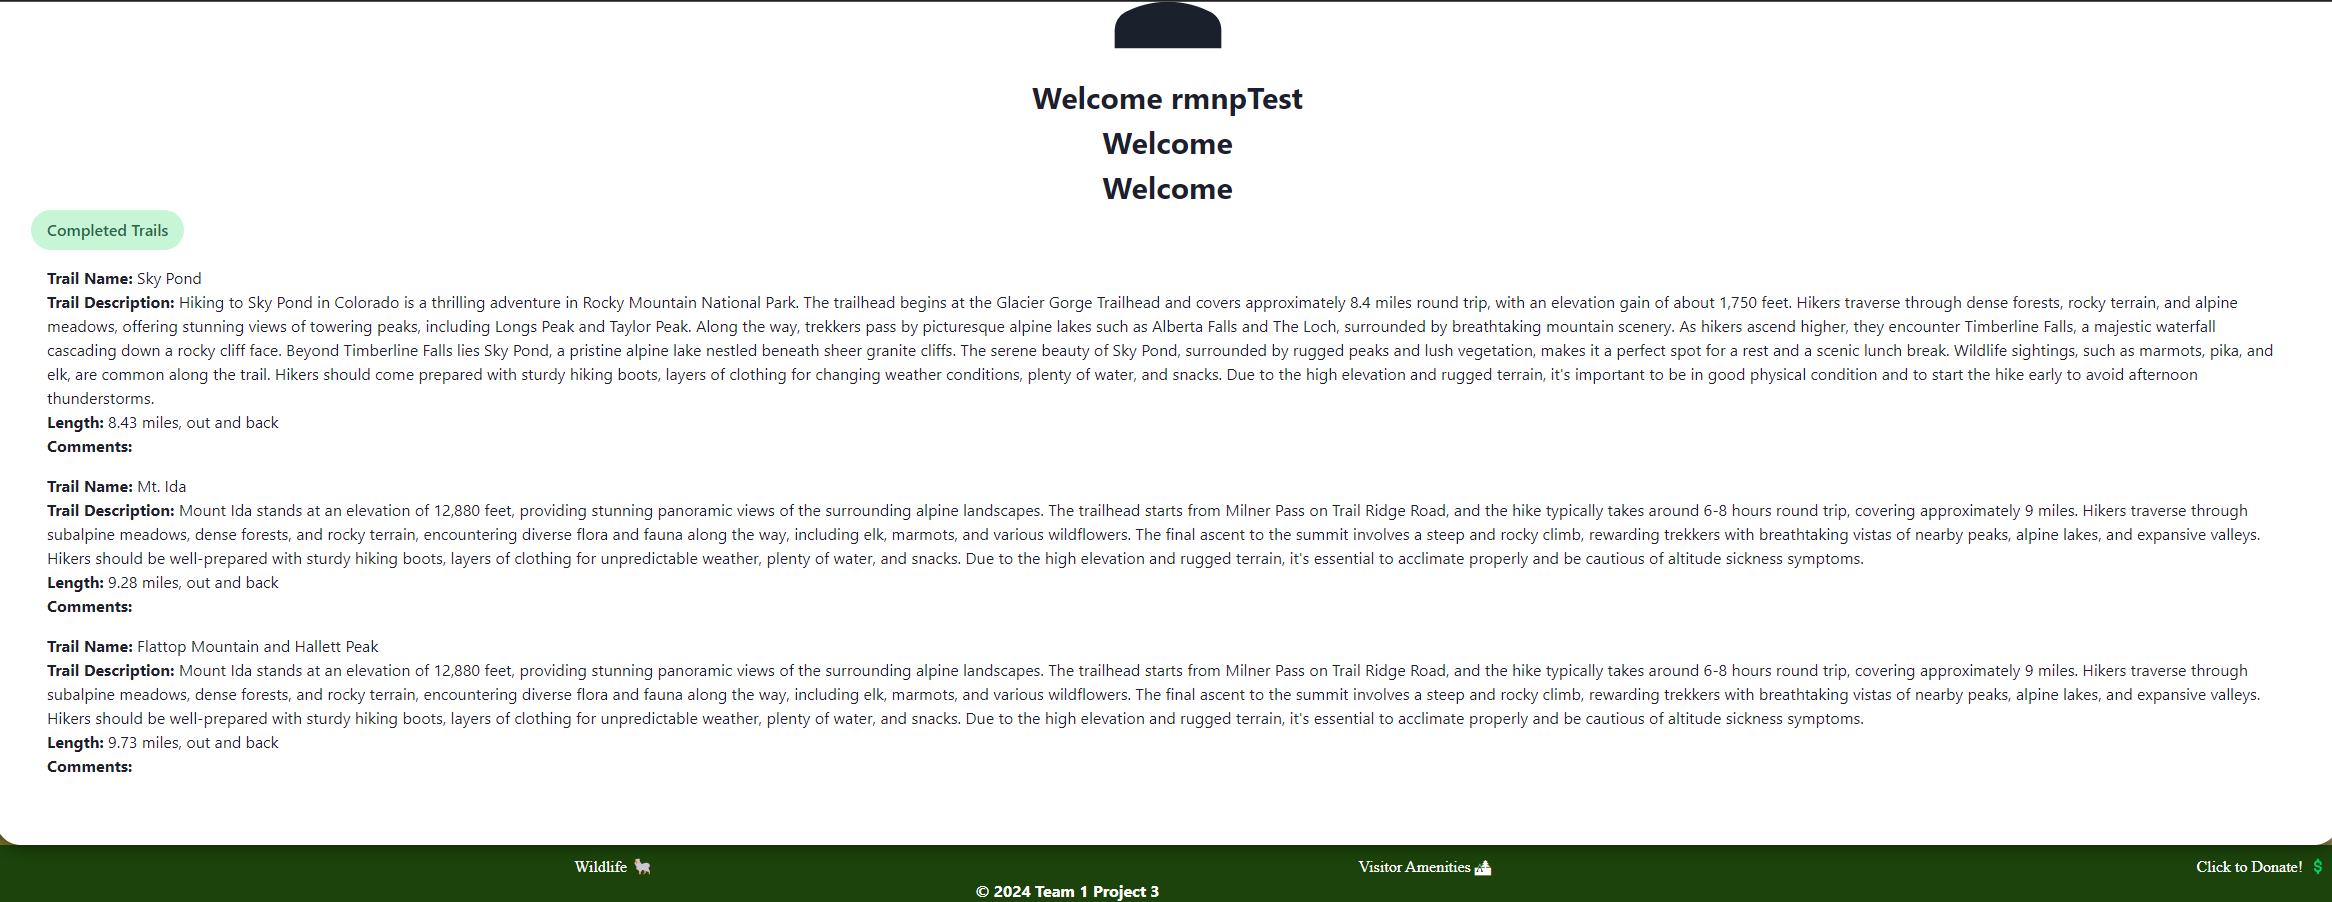 Welcome rmnpTest
Welcome
Welcome
Completed Trails
Trail Name: Sky Pond
Trail Description: Hiking to Sky Pond in Colorado is a thrilling adventure in Rocky Mountain National Park. The trailhead begins at the Glacier Gorge Trailhead and covers approximately 8.4 miles round trip, with an elevation gain of about 1,750 feet. Hikers traverse through dense forests, rocky terrain, and alpine
meadows, offering stunning views of towering peaks, including Longs Peak and Taylor Peak. Along the way, trekkers pass by picturesque alpine lakes such as Alberta Falls and The Loch, surrounded by breathtaking mountain scenery. As hikers ascend higher, they encounter Timberline Falls, a majestic waterfall
cascading down a rocky cliff face. Beyond Timberline Falls lies Sky Pond, a pristine alpine lake nestled beneath sheer granite cliffs. The serene beauty of Sky Pond, surrounded by rugged peaks and lush vegetation, makes it a perfect spot for a rest and a scenic lunch break. Wildlife sightings, such as marmots, pika, and
elk, are common along the trail. Hikers should come prepared with sturdy hiking boots, layers of clothing for changing weather conditions, plenty of water, and snacks. Due to the high elevation and rugged terrain, it's important to be in good physical condition and to start the hike early to avoid afternoon
thunderstorms.
Length: 8.43 miles, out and back
Comments:
Trail Name: Mt. Ida
Trail Description: Mount Ida stands at an elevation of 12,880 feet, providing stunning panoramic views of the surrounding alpine landscapes. The trailhead starts from Milner Pass on Trail Ridge Road, and the hike typically takes around 6-8 hours round trip, covering approximately 9 miles. Hikers traverse through
subalpine meadows, dense forests, and rocky terrain, encountering diverse flora and fauna along the way, including elk, marmots, and various wildflowers. The final ascent to the summit involves a steep and rocky climb, rewarding trekkers with breathtaking vistas of nearby peaks, alpine lakes, and expansive valleys.
Hikers should be well-prepared with sturdy hiking boots, layers of clothing for unpredictable weather, plenty of water, and snacks. Due to the high elevation and rugged terrain, it's essential to acclimate properly and be cautious of altitude sickness symptoms.
Length: 9.28 miles, out and back
Comments:
Trail Name: Flattop Mountain and Hallett Peak
Trail Description: Mount Ida stands at an elevation of 12,880 feet, providing stunning panoramic views of the surrounding alpine landscapes. The trailhead starts from Milner Pass on Trail Ridge Road, and the hike typically takes around 6-8 hours round trip, covering approximately 9 miles. Hikers traverse through
subalpine meadows, dense forests, and rocky terrain, encountering diverse flora and fauna along the way, including elk, marmots, and various wildflowers. The final ascent to the summit involves a steep and rocky climb, rewarding trekkers with breathtaking vistas of nearby peaks, alpine lakes, and expansive valleys.
Hikers should be well-prepared with sturdy hiking boots, layers of clothing for unpredictable weather, plenty of water, and snacks. Due to the high elevation and rugged terrain, it's essential to acclimate properly and be cautious of altitude sickness symptoms.
Length: 9.73 miles, out and back
Comments:
Wildlife 🐏 Visitor Amenities 🏕 Click to Donate! $
© 2024 Team 1 Project 3